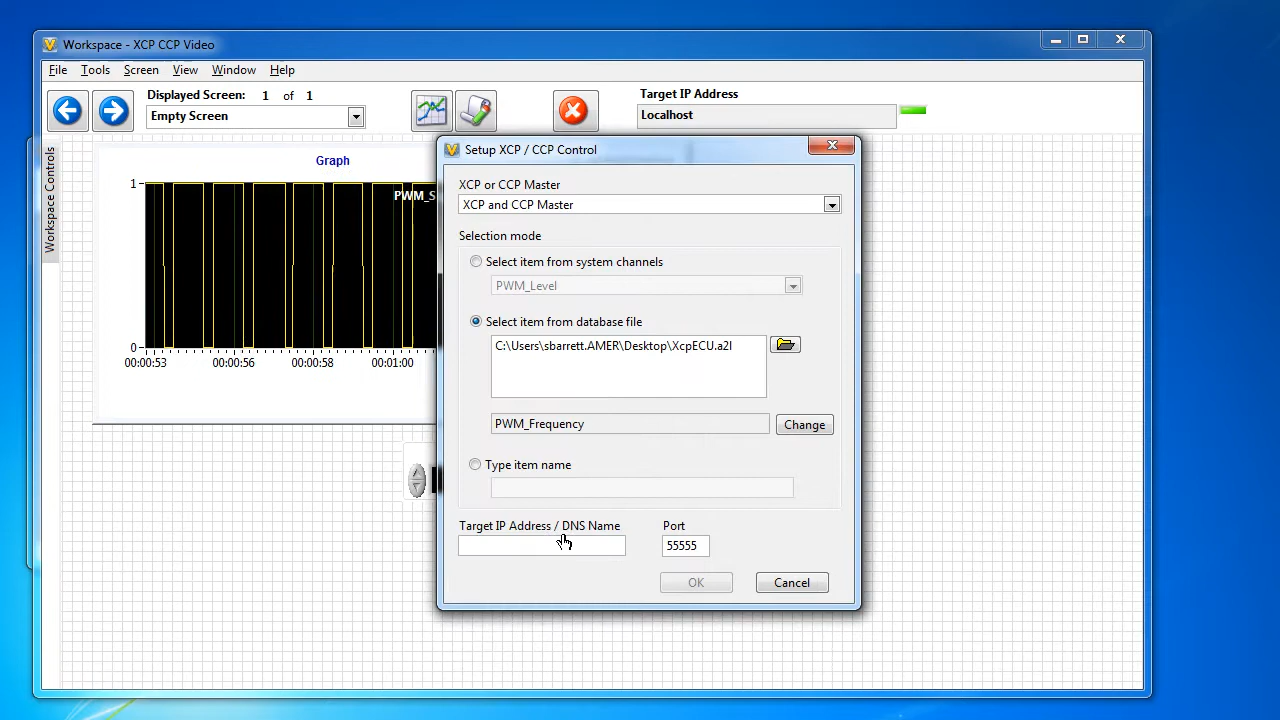 Workspace - XCP CCP Video
File Tools Screen View Window Help
Displayed Screen: 1 of 1
Empty Screen
Target IP Address
Localhost
Workspace Controls
Graph
1
PWM_S
0
00:00:53 00:00:56 00:00:58 00:01:00
Setup XCP / CCP Control
XCP or CCP Master
XCP and CCP Master
Selection mode
Select item from system channels
PWM_Level
Select item from database file
C:\Users\sbarrett.AMER\Desktop\XcpECU.a2l
PWM_Frequency
Change
Type item name
Target IP Address / DNS Name
Port
55555
OK
Cancel